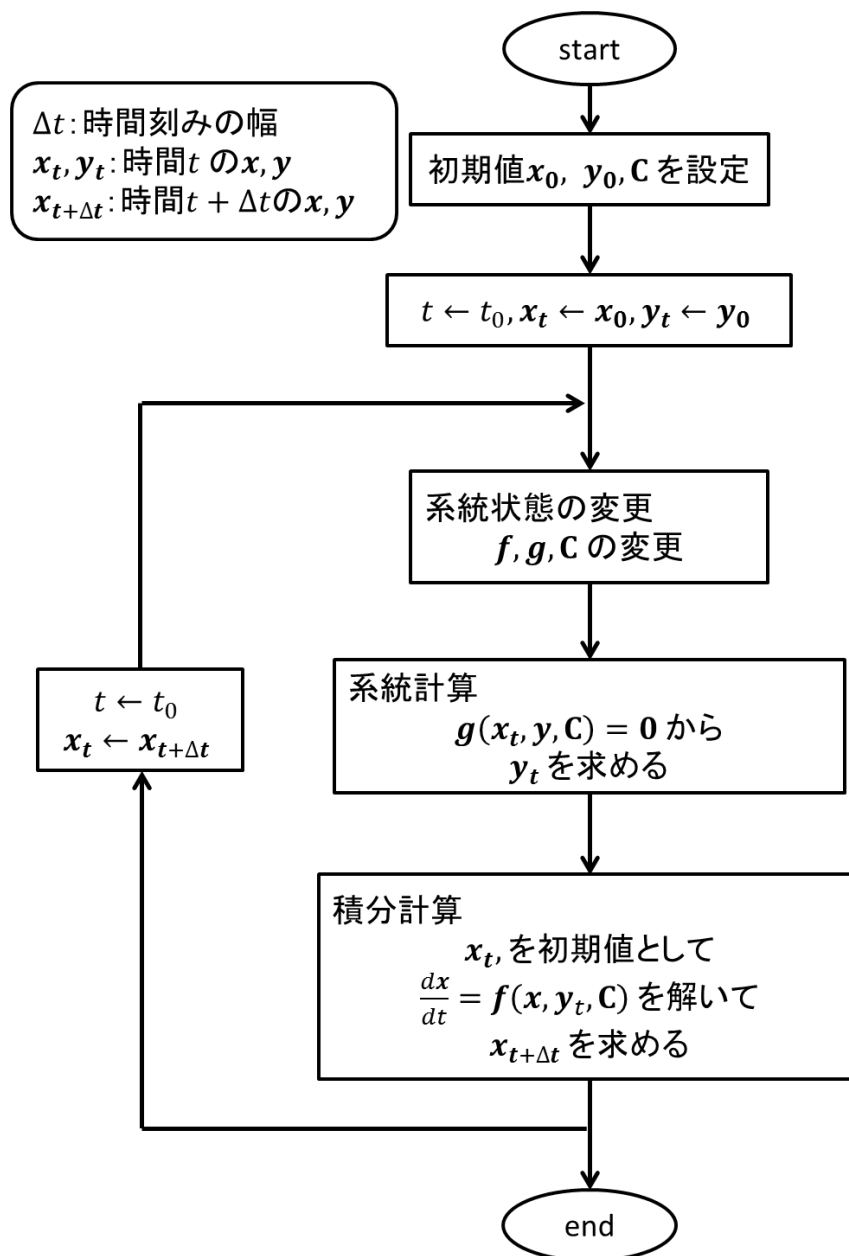 start
Δt:時間刻みの幅
x_t, y_t:時間t のx, y
x_{t+Δt}:時間t + Δtのx, y
初期値x_0, y_0, C を設定
t ← t_0, x_t ← x_0, y_t ← y_0
系統状態の変更
f, g, C の変更
系統計算
g(x_t, y, C) = 0 から
y_t を求める
t ← t_0
x_t ← x_{t+Δt}
積分計算
x_t, を初期値として
dx/dt = f(x, y_t, C) を解いて
x_{t+Δt} を求める
end